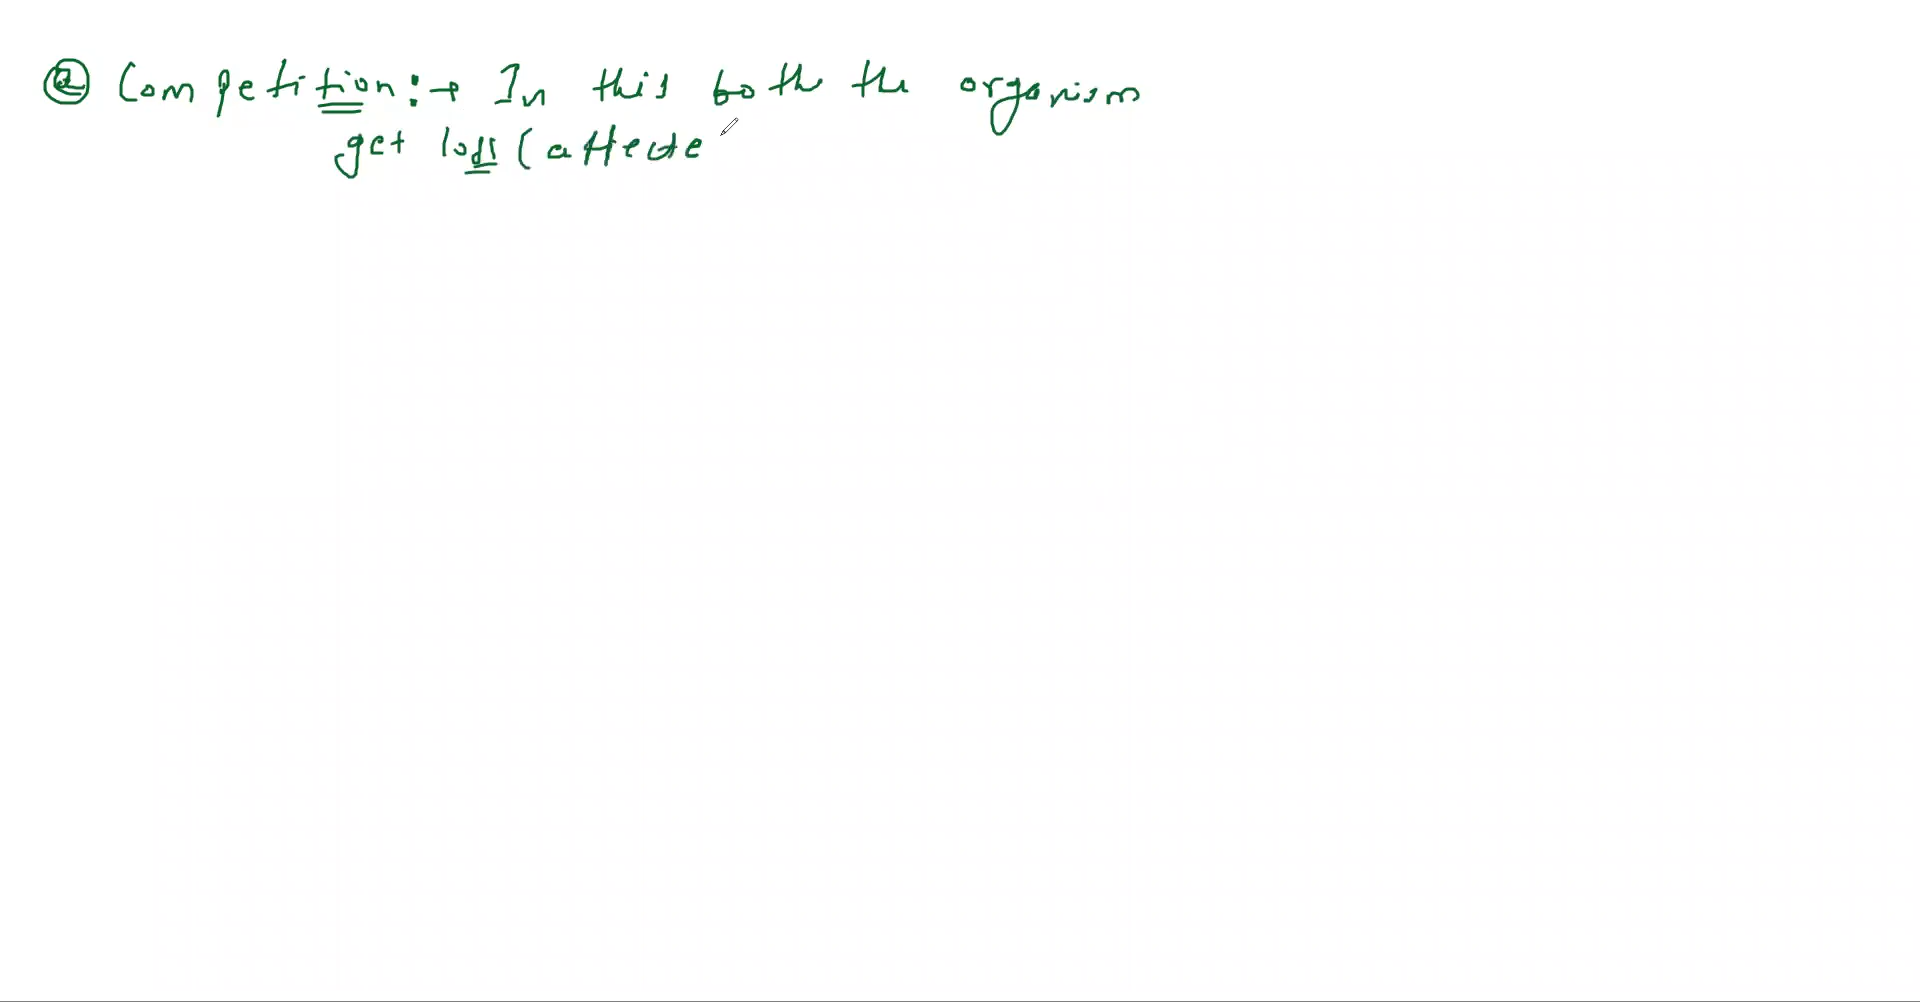 ② Competition:→ In this both the organism
get loss (affecte